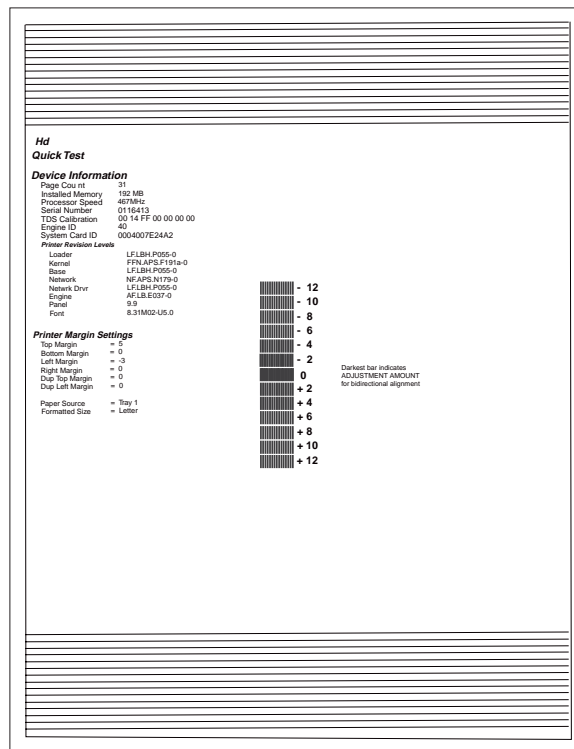 Hd
Quick Test
Device Information
Page Cou nt 31
Installed Memory 192 MB
Processor Speed 467MHz
Serial Number 0116413
TDS Calibration 00 14 FF 00 00 00 00
Engine ID 40
System Card ID 0004007E24A2
Printer Revision Levels
Loader LF.LBH.P055-0
Kernel FFN.APS.F191a-0
Base LF.LBH.P055-0
Network NF.APS.N179-0
Netwrk Drvr LF.LBH.P055-0
Engine AF.LB.E037-0
Panel 9.9
Font 8.31M02-U5.0
Printer Margin Settings
Top Margin = 5
Bottom Margin = 0
Left Margin = -3
Right Margin = 0
Dup Top Margin = 0
Dup Left Margin = 0
Paper Source = Tray 1
Formatted Size = Letter
- 12
- 10
- 8
- 6
- 4
- 2
0
+ 2
+ 4
+ 6
+ 8
+ 10
+ 12
Darkest bar indicates
ADJUSTMENT AMOUNT
for bidirectional alignment